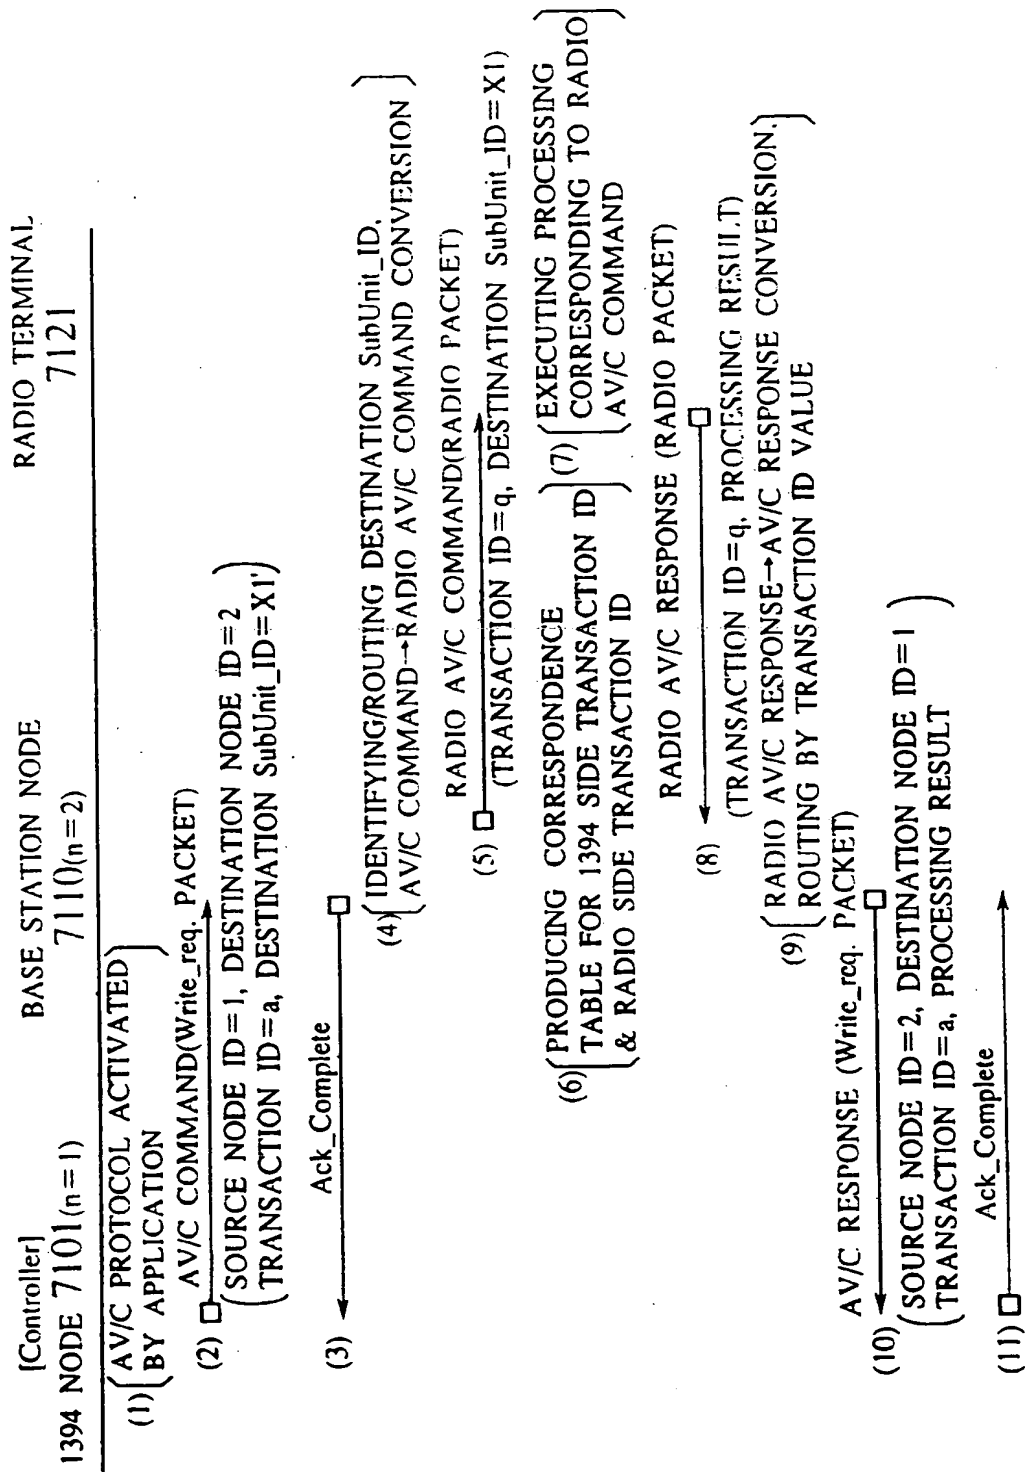 [Controller]
1394 NODE 7101(n=1)
BASE STATION NODE
7110(n=2)
RADIO TERMINAL
7121
(1) AV/C PROTOCOL ACTIVATED
BY APPLICATION
AV/C COMMAND(Write_req. PACKET)
(2)
SOURCE NODE ID=1, DESTINATION NODE ID=2
TRANSACTION ID=a, DESTINATION SubUnit_ID=X1'
Ack_Complete
(3)
(4) IDENTIFYING/ROUTING DESTINATION SubUnit_ID,
AV/C COMMAND→RADIO AV/C COMMAND CONVERSION
RADIO AV/C COMMAND(RADIO PACKET)
(5)
(TRANSACTION ID=q, DESTINATION SubUnit_ID=X1)
(6) PRODUCING CORRESPONDENCE
TABLE FOR 1394 SIDE TRANSACTION ID
& RADIO SIDE TRANSACTION ID
(7) EXECUTING PROCESSING
CORRESPONDING TO RADIO
AV/C COMMAND
RADIO AV/C RESPONSE (RADIO PACKET)
(8)
(TRANSACTION ID=q, PROCESSING RESULT)
(9) RADIO AV/C RESPONSE→AV/C RESPONSE CONVERSION,
ROUTING BY TRANSACTION ID VALUE
AV/C RESPONSE (Write_req. PACKET)
(10)
SOURCE NODE ID=2, DESTINATION NODE ID=1
TRANSACTION ID=a, PROCESSING RESULT
Ack_Complete
(11)